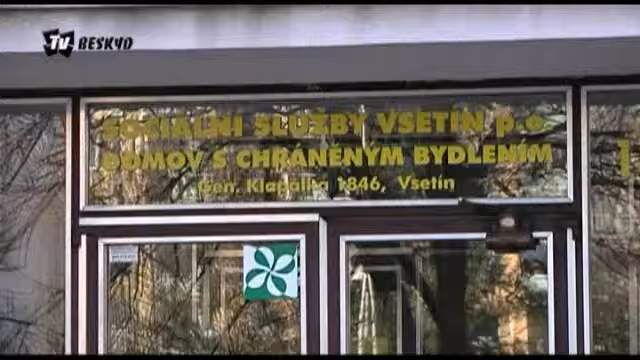 TV BESKYD
SOCIÁLNÍ SLUŽBY VSETÍN p.o.
DOMOV S CHRÁNĚNÝM BYDLENÍM
Gen. Klapálka 1846, Vsetín